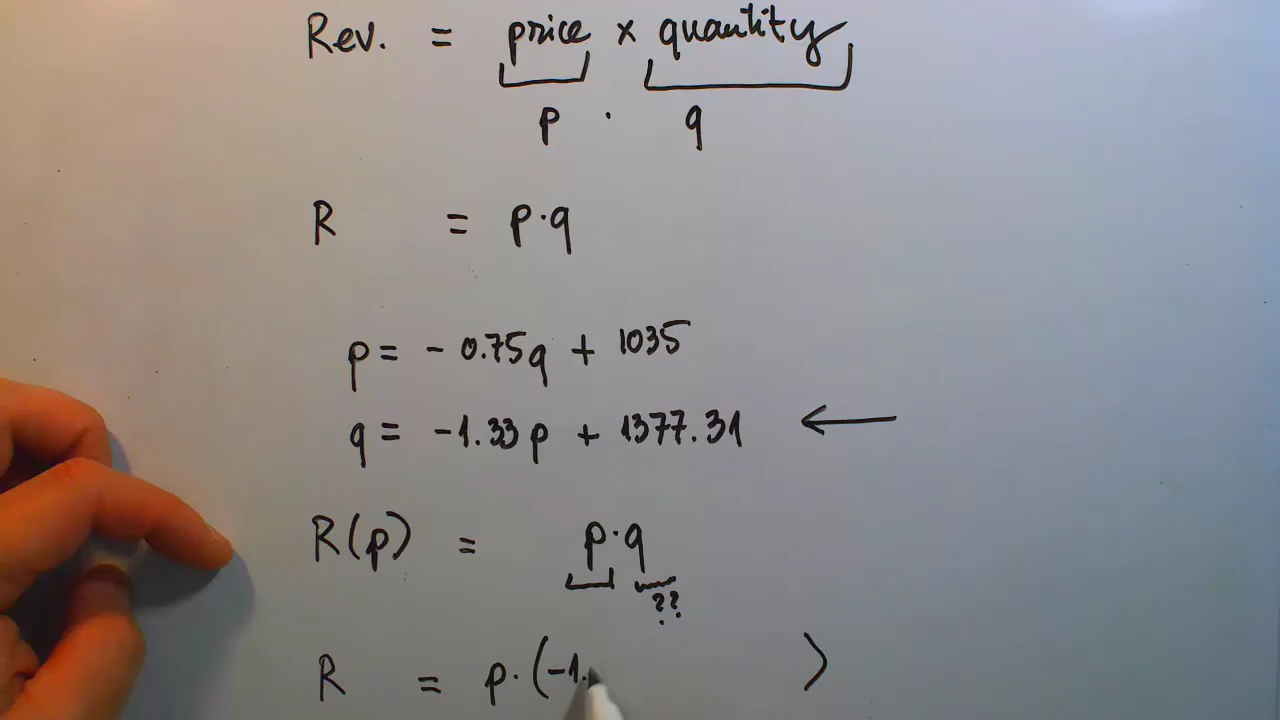 Rev. = price × quantity
p · q
R = p·q
p = - 0.75q + 1035
q = -1.33p + 1377.31
R(p) = p·q
??
R = p·(-1. )